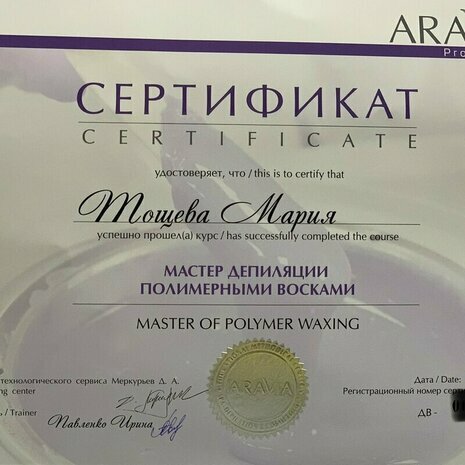 ARAV
Pro
СЕРТИФИКАТ
CERTIFICATE
удостоверяет, что / this is to certify that
Тощева Мария
успешно прошел(а) курс / has successfully completed the course
МАСТЕР ДЕПИЛЯЦИИ
ПОЛИМЕРНЫМИ ВОСКАМИ
MASTER OF POLYMER WAXING
технологического сервиса Меркурьев Д. А.
ng center
ь / Trainer
Павленко Ирина
ARAVIA
Дата / Date:
Регистрационный номер серти
ДВ -